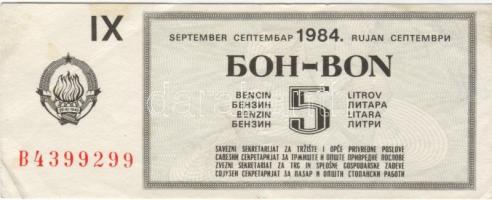 IX
SEPTEMBER СЕПТЕМБАР 1984. RUJAN СЕПТЕМВРИ
БОН-BON
BENCIN 5 LITROV
БЕНЗИН ЛИТАРА
BENZIN LITARA
БЕНЗИН ЛИТРИ
B4399299
SAVEZNI SEKRETARIJAT ZA TRŽIŠTE I OPĆE PRIVREDNE POSLOVE
САВЕЗНИ СЕКРЕТАРИЈАТ ЗА ТРЖИШТЕ И ОПШТЕ ПРИВРЕДНЕ ПОСЛОВЕ
ZVEZNI SEKRETARIAT ZA TRG IN SPLOŠNE GOSPODARSKE ZADEVE
СОЈУЗЕН СЕКРЕТАРИЈАТ ЗА ПАЗАР И ОПШТИ СТОПАНСКИ РАБОТИ